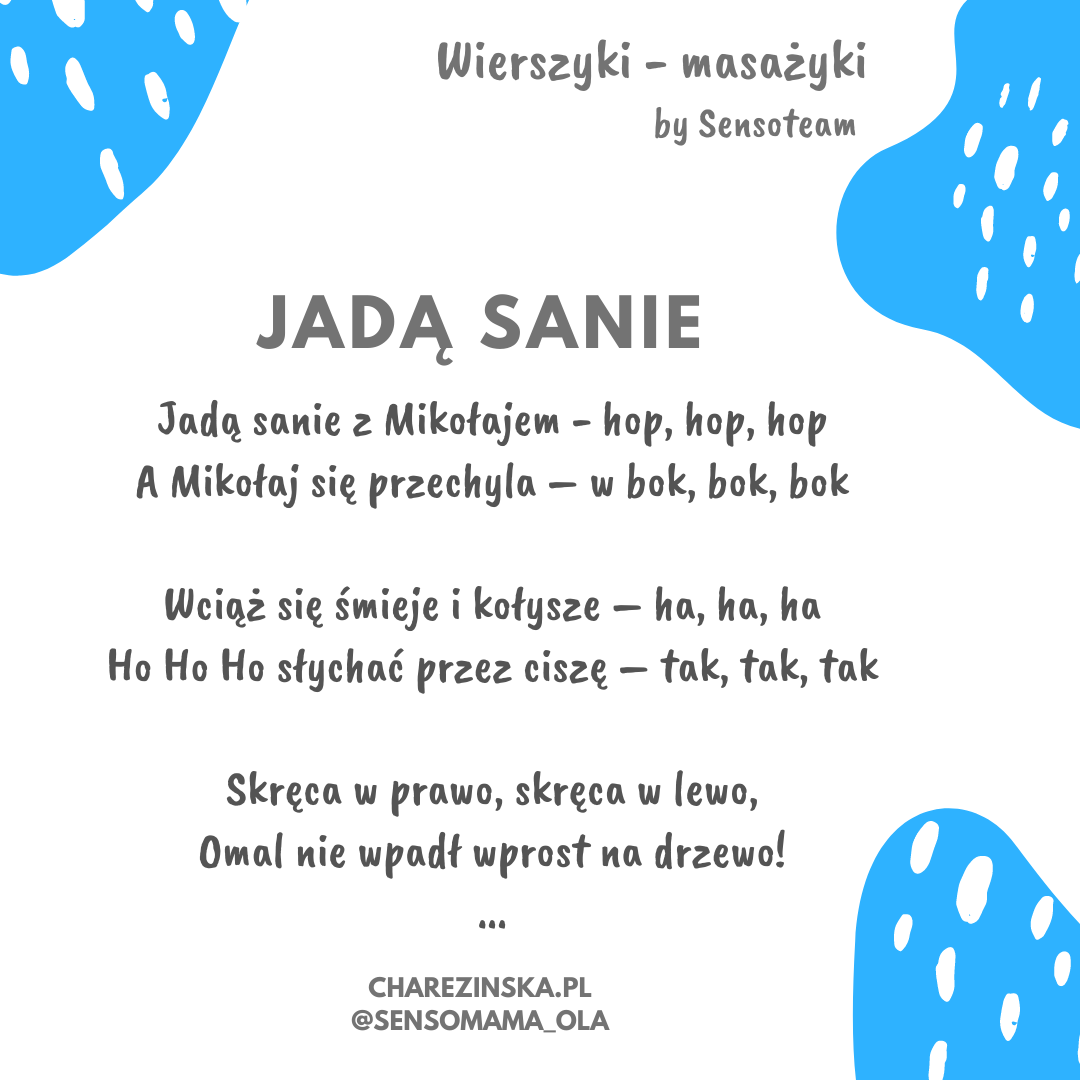 Wierszyki - masażyki
by Sensoteam
JADĄ SANIE
Jadą sanie z Mikołajem - hop, hop, hop
A Mikołaj się przechyla – w bok, bok, bok
Wciąż się śmieje i kołysze – ha, ha, ha
Ho Ho Ho słychać przez ciszę – tak, tak, tak
Skręca w prawo, skręca w lewo,
Omal nie wpadł wprost na drzewo!
...
CHAREZINSKA.PL
@SENSOMAMA_OLA